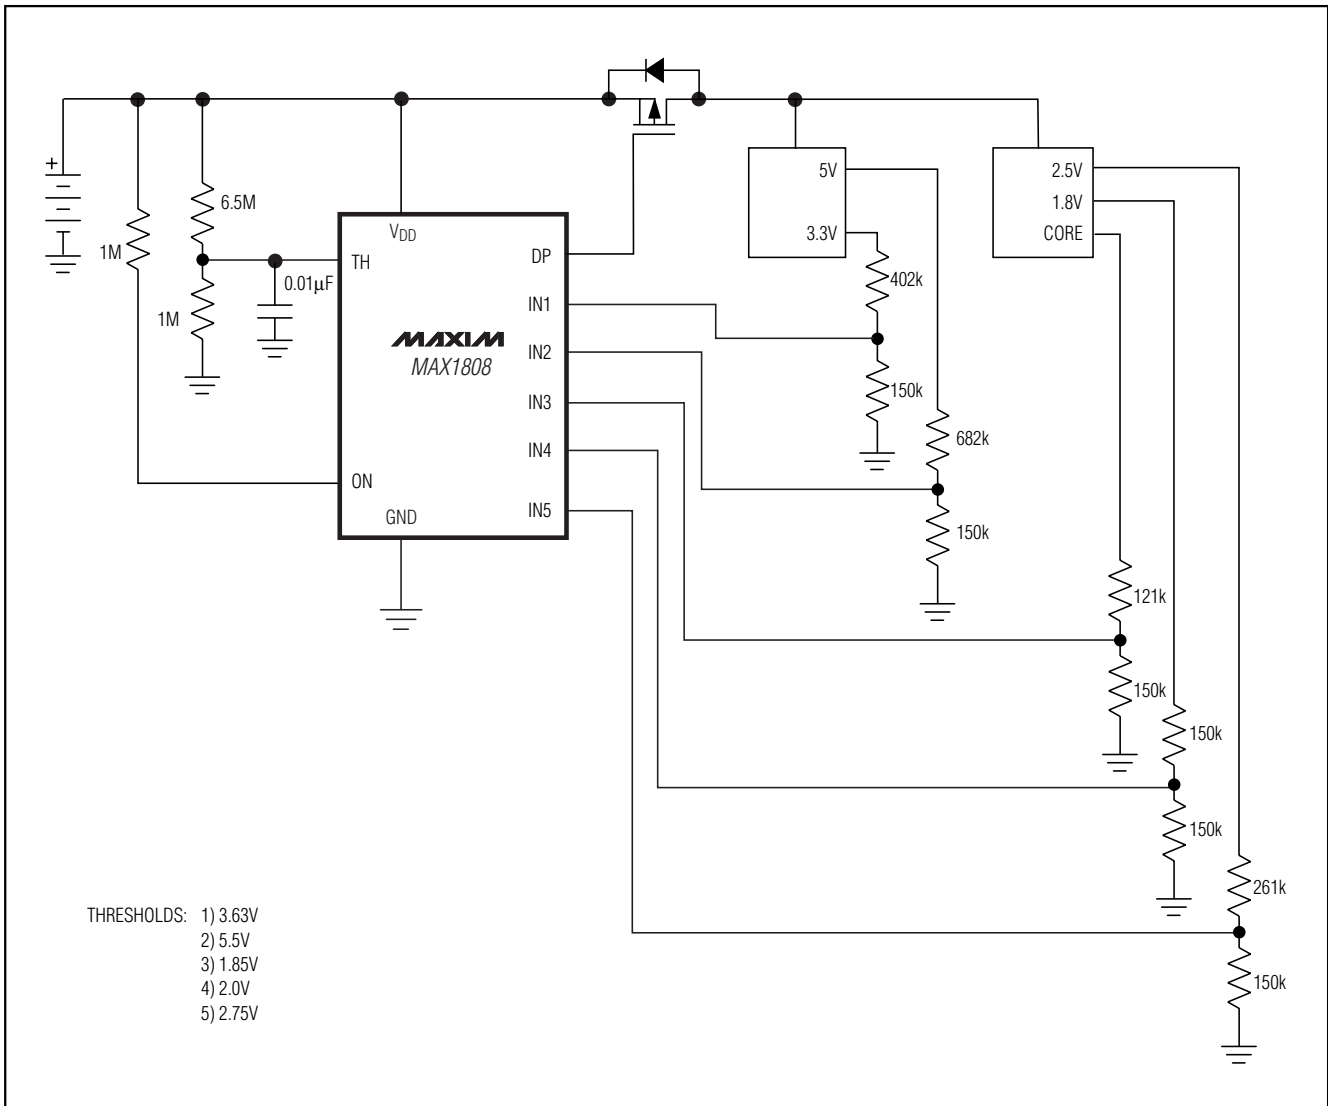 +
6.5M
1M
1M
0.01µF
VDD
TH
ON
GND
MAXIM
MAX1808
DP
IN1
IN2
IN3
IN4
IN5
5V
3.3V
402k
150k
682k
150k
2.5V
1.8V
CORE
121k
150k
150k
150k
261k
150k
THRESHOLDS: 1) 3.63V
2) 5.5V
3) 1.85V
4) 2.0V
5) 2.75V